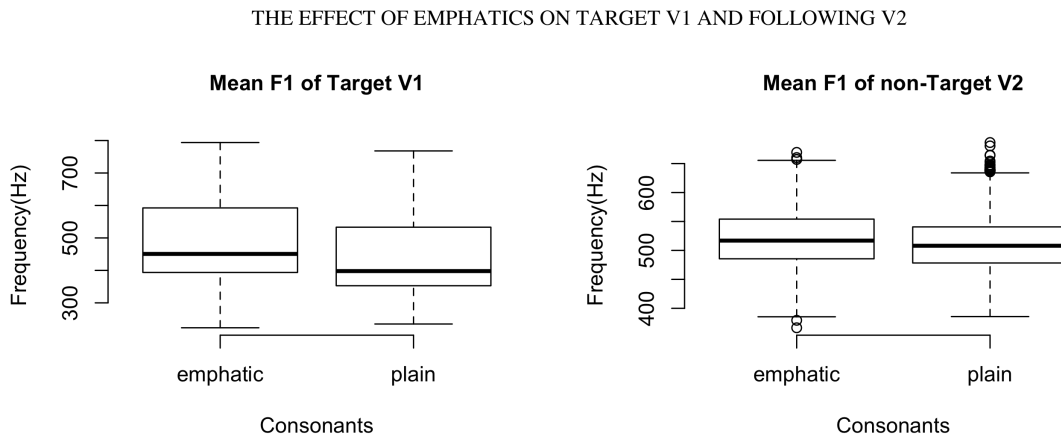 THE EFFECT OF EMPHATICS ON TARGET V1 AND FOLLOWING V2
Mean F1 of Target V1
Frequency(Hz)
700
500
300
emphatic plain
Consonants
Mean F1 of non-Target V2
Frequency(Hz)
600
500
400
emphatic plain
Consonants